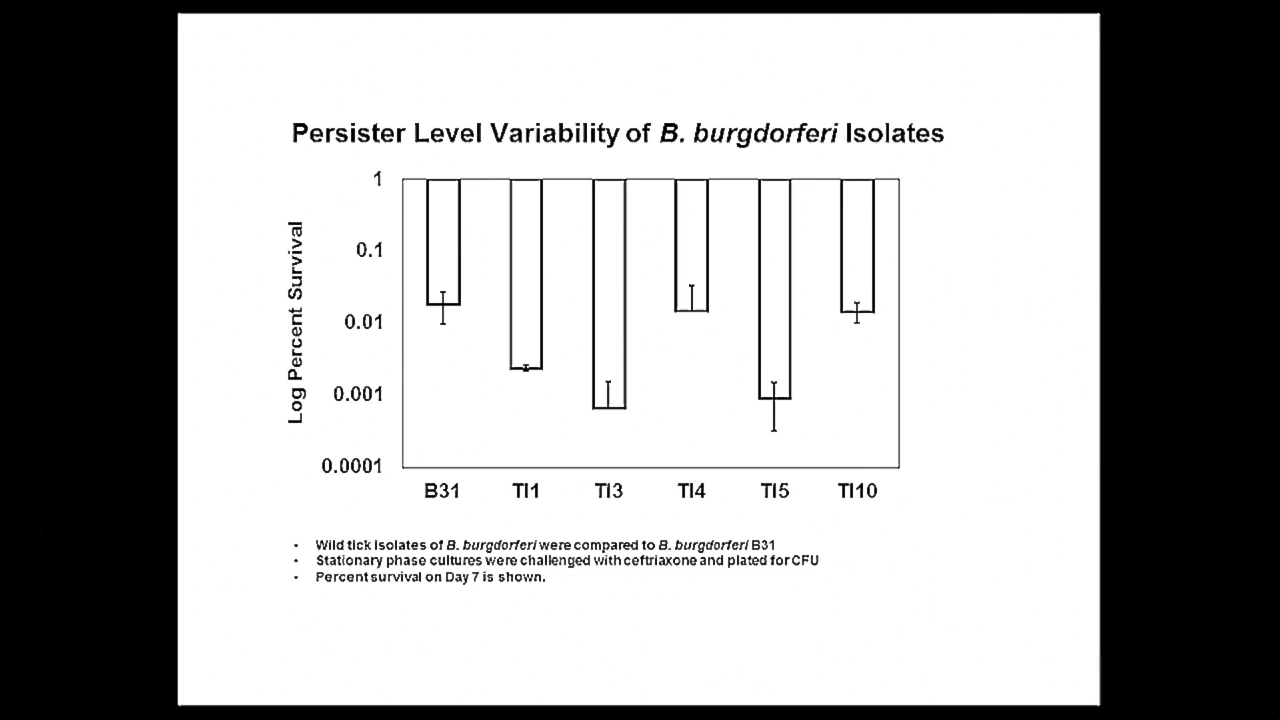 Persister Level Variability of B. burgdorferi Isolates
Log Percent Survival
1
0.1
0.01
0.001
0.0001
B31 TI1 TI3 TI4 TI5 TI10
• Wild tick isolates of B. burgdorferi were compared to B. burgdorferi B31
• Stationary phase cultures were challenged with ceftriaxone and plated for CFU
• Percent survival on Day 7 is shown.